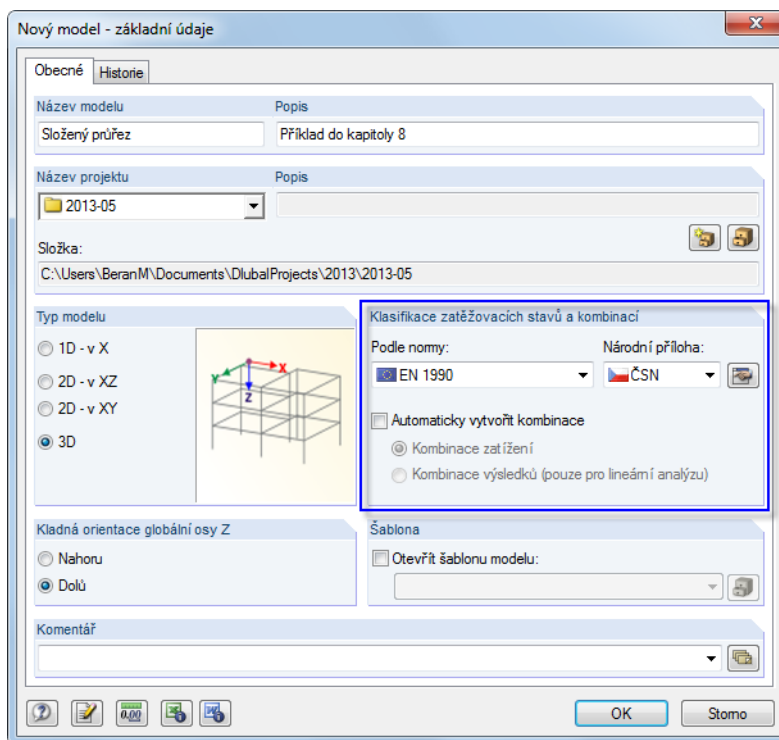 Nový model - základní údaje
Obecné Historie
Název modelu Popis
Složený průřez Příklad do kapitoly 8
Název projektu Popis
2013-05
Složka:
C:\Users\BeranM\Documents\DlubalProjects\2013\2013-05
Typ modelu
1D - v X
2D - v XZ
2D - v XY
3D
X
Y
Z
Klasifikace zatěžovacích stavů a kombinací
Podle normy: Národní příloha:
EN 1990 ČSN
Automaticky vytvořit kombinace
Kombinace zatížení
Kombinace výsledků (pouze pro lineární analýzu)
Kladná orientace globální osy Z
Nahoru
Dolů
Šablona
Otevřít šablonu modelu:
Komentář
0,00
OK Storno